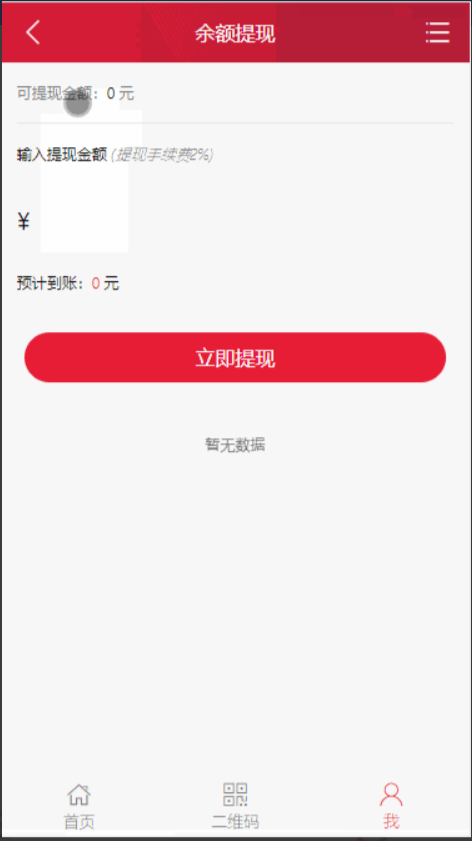 余额提现
可提现金额：0 元
输入提现金额 (提现手续费2%)
¥
预计到账：0 元
立即提现
暂无数据
首页 二维码 我